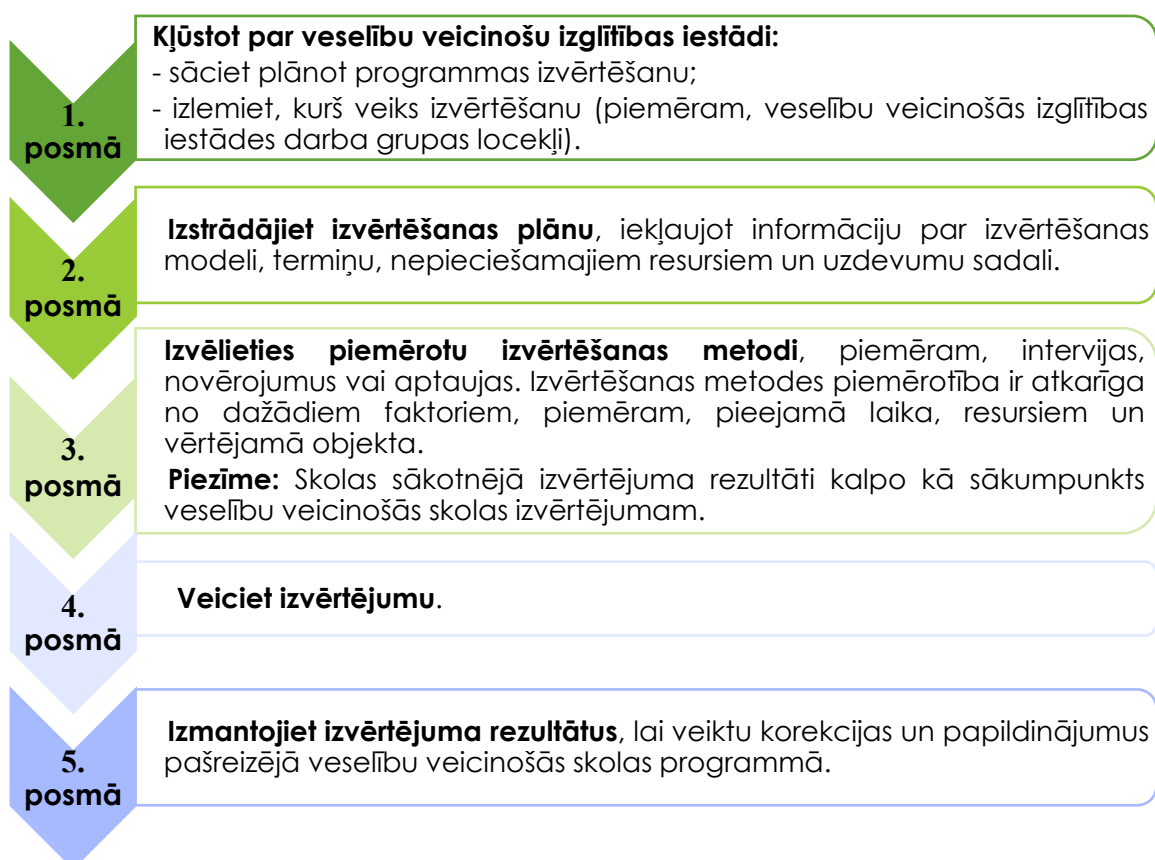 Kļūstot par veselību veicinošu izglītības iestādi:
- sāciet plānot programmas izvērtēšanu;
- izlemiet, kurš veiks izvērtēšanu (piemēram, veselību veicinošās izglītības
iestādes darba grupas locekļi).
1.
posmā
Izstrādājiet izvērtēšanas plānu, iekļaujot informāciju par izvērtēšanas
modeli, termiņu, nepieciešamajiem resursiem un uzdevumu sadali.
2.
posmā
Izvēlieties piemērotu izvērtēšanas metodi, piemēram, intervijas,
novērojumus vai aptaujas. Izvērtēšanas metodes piemērotība ir atkarīga
no dažādiem faktoriem, piemēram, pieejamā laika, resursiem un
vērtējamā objekta.
Piezīme: Skolas sākotnējā izvērtējuma rezultāti kalpo kā sākumpunkts
veselību veicinošās skolas izvērtējumam.
3.
posmā
Veiciet izvērtējumu.
4.
posmā
Izmantojiet izvērtējuma rezultātus, lai veiktu korekcijas un papildinājumus
pašreizējā veselību veicinošās skolas programmā.
5.
posmā